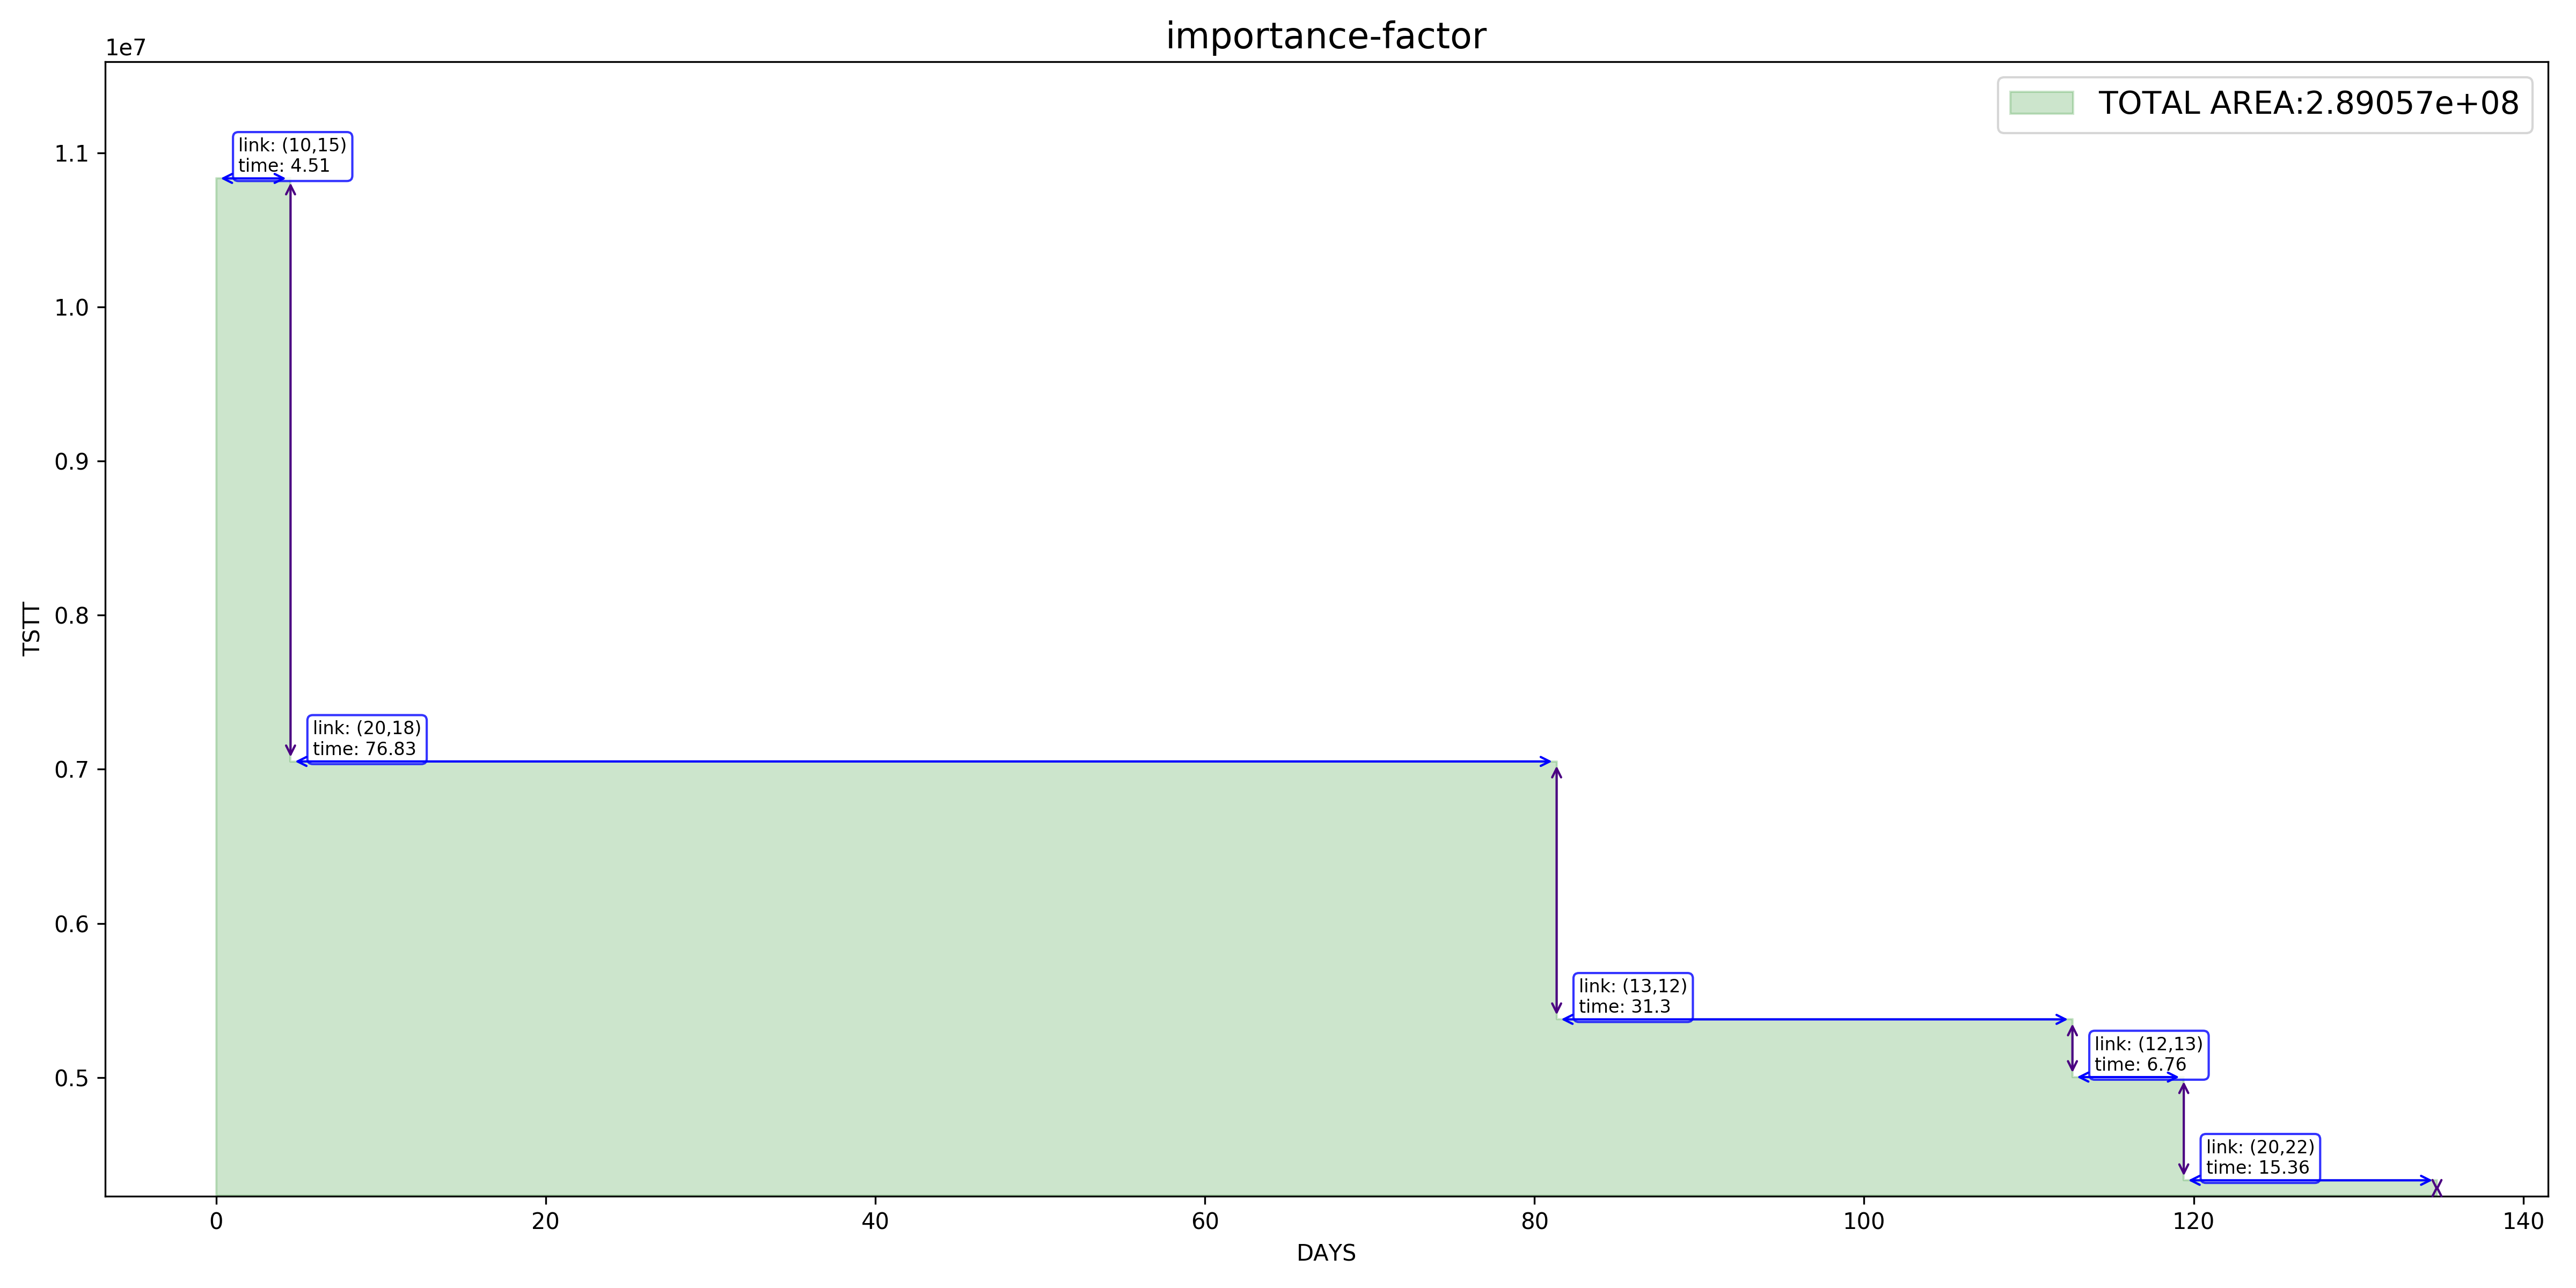 importance-factor
1e7
TOTAL AREA:2.89057e+08
1.1
1.0
0.9
0.8
0.7
0.6
0.5
TSTT
link: (10,15)
time: 4.51
link: (20,18)
time: 76.83
link: (13,12)
time: 31.3
link: (12,13)
time: 6.76
link: (20,22)
time: 15.36
0 20 40 60 80 100 120 140
DAYS